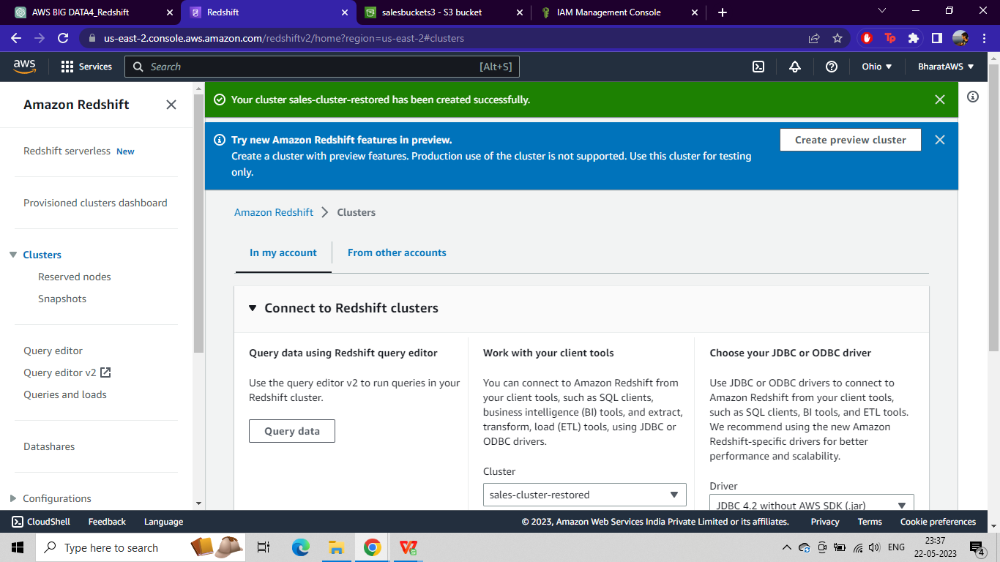 AWS BIG DATA4_Redshift
Redshift
salesbuckets3 - S3 bucket
IAM Management Console
us-east-2.console.aws.amazon.com/redshiftv2/home?region=us-east-2#clusters
Tp
aws
Services
Search
[Alt+S]
Ohio
BharatAWS
Amazon Redshift
Redshift serverless New
Provisioned clusters dashboard
Clusters
Reserved nodes
Snapshots
Query editor
Query editor v2
Queries and loads
Datashares
Configurations
Your cluster sales-cluster-restored has been created successfully.
Try new Amazon Redshift features in preview.
Create a cluster with preview features. Production use of the cluster is not supported. Use this cluster for testing
only.
Create preview cluster
Amazon Redshift
Clusters
In my account
From other accounts
Connect to Redshift clusters
Query data using Redshift query editor
Use the query editor v2 to run queries in your
Redshift cluster.
Query data
Work with your client tools
You can connect to Amazon Redshift from
your client tools, such as SQL clients,
business intelligence (BI) tools, and extract,
transform, load (ETL) tools, using JDBC or
ODBC drivers.
Cluster
sales-cluster-restored
Choose your JDBC or ODBC driver
Use JDBC or ODBC drivers to connect to
Amazon Redshift from your client tools,
such as SQL clients, BI tools, and ETL tools.
We recommend using the new Amazon
Redshift-specific drivers for better
performance and scalability.
Driver
JDBC 4.2 without AWS SDK (.jar)
CloudShell
Feedback
Language
© 2023, Amazon Web Services India Private Limited or its affiliates.
Privacy
Terms
Cookie preferences
Type here to search
ENG
23:37
22-05-2023
4